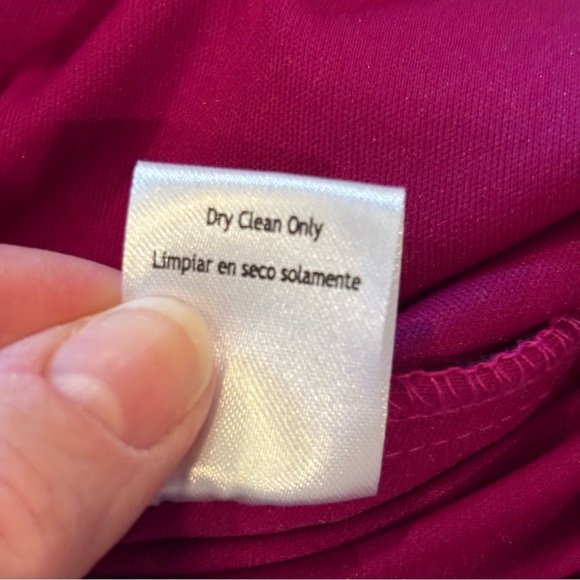 Dry Clean Only
Limpiar en seco solamente